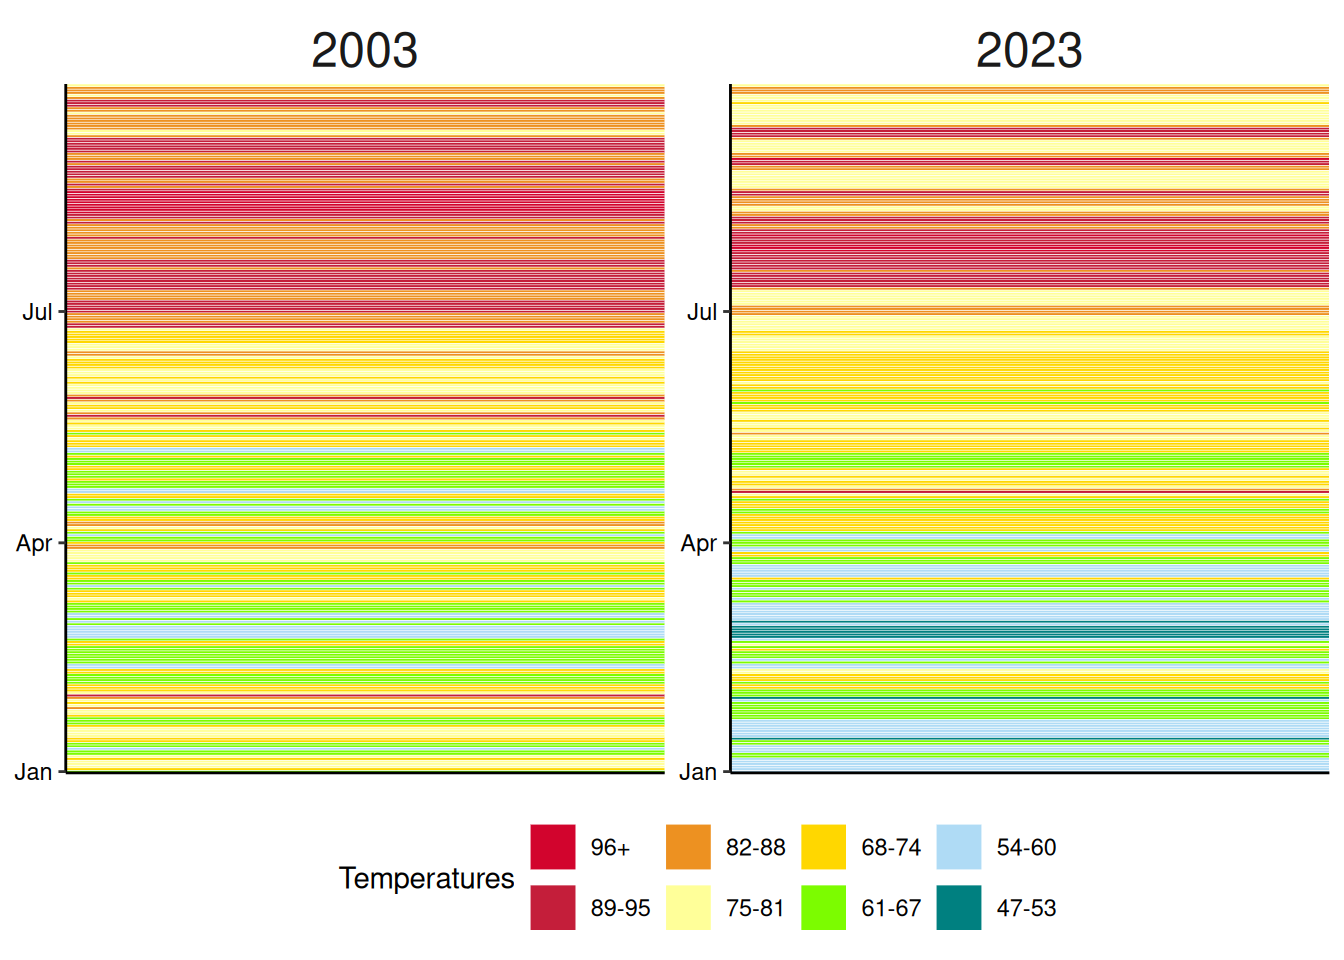 2003
2023
Jul
Jul
Apr
Apr
Jan
Jan
Temperatures
96+
82-88
68-74
54-60
89-95
75-81
61-67
47-53